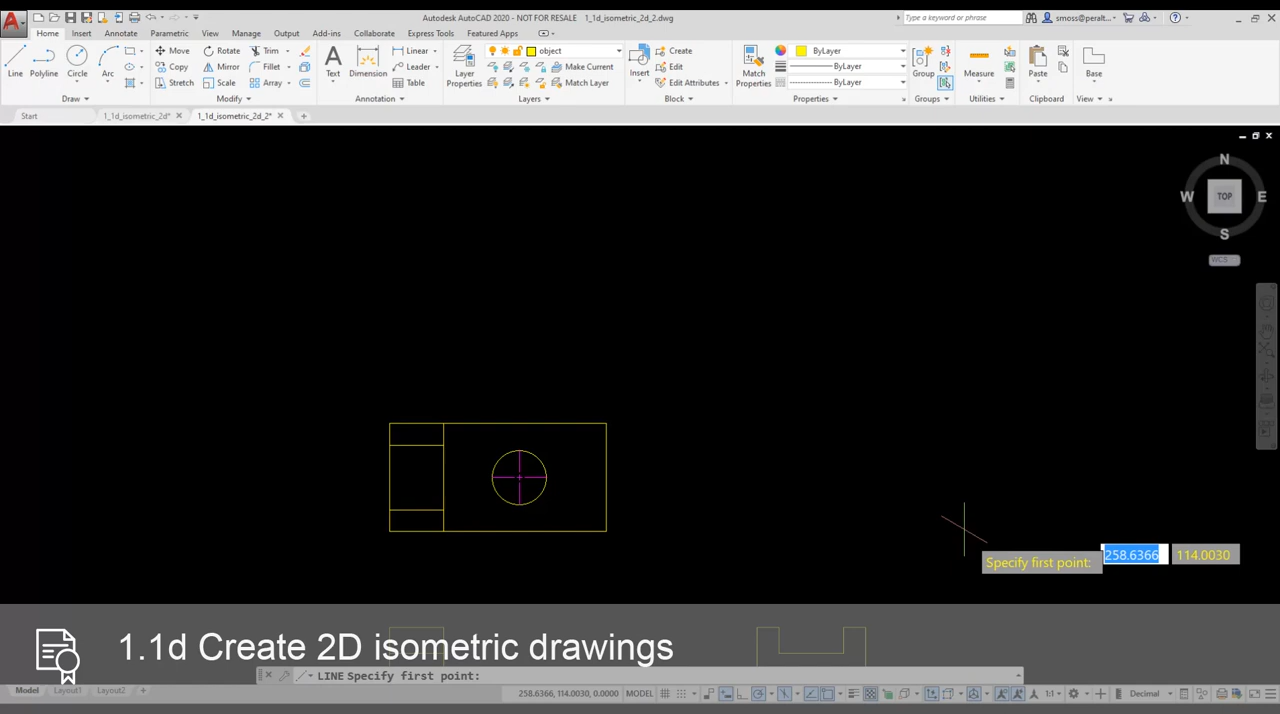 Autodesk AutoCAD 2020 - NOT FOR RESALE 1_1d_isometric_2d_2.dwg
Type a keyword or phrase
smoss@peralt...
Home Insert Annotate Parametric View Manage Output Add-ins Collaborate Express Tools Featured Apps
Line Polyline Circle Arc
Move Rotate Trim
Copy Mirror Fillet
Stretch Scale Array
Text Dimension
Linear
Leader
Table
Layer Properties
object
Make Current
Match Layer
Insert
Create
Edit
Edit Attributes
Match Properties
ByLayer
ByLayer
ByLayer
Group
Measure
Paste
Base
Draw Modify Annotation Layers Block Properties Groups Utilities Clipboard View
Start 1_1d_isometric_2d* 1_1d_isometric_2d_2*
N
W TOP E
S
WCS
Specify first point: 258.6366 114.0030
1.1d Create 2D isometric drawings
LINE Specify first point:
Model Layout1 Layout2
258.6366, 114.0030, 0.0000 MODEL 1:1 Decimal